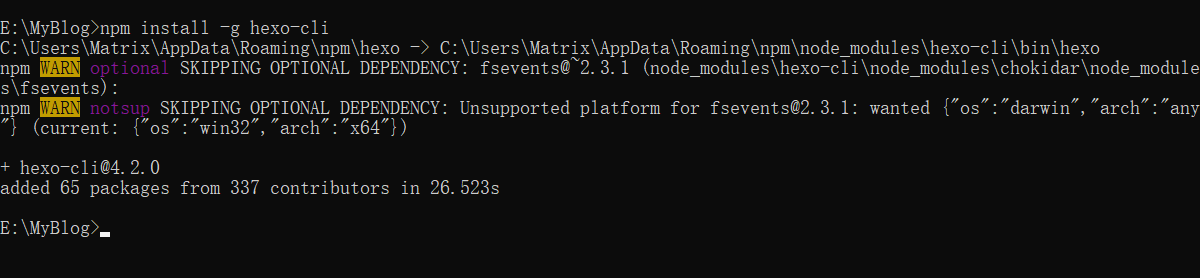 E:\MyBlog>npm install -g hexo-cli
C:\Users\Matrix\AppData\Roaming\npm\hexo -> C:\Users\Matrix\AppData\Roaming\npm\node_modules\hexo-cli\bin\hexo
npm WARN optional SKIPPING OPTIONAL DEPENDENCY: fsevents@~2.3.1 (node_modules\hexo-cli\node_modules\chokidar\node_module
s\fsevents):
npm WARN notsup SKIPPING OPTIONAL DEPENDENCY: Unsupported platform for fsevents@2.3.1: wanted {"os":"darwin","arch":"any
"} (current: {"os":"win32","arch":"x64"})
+ hexo-cli@4.2.0
added 65 packages from 337 contributors in 26.523s
E:\MyBlog>